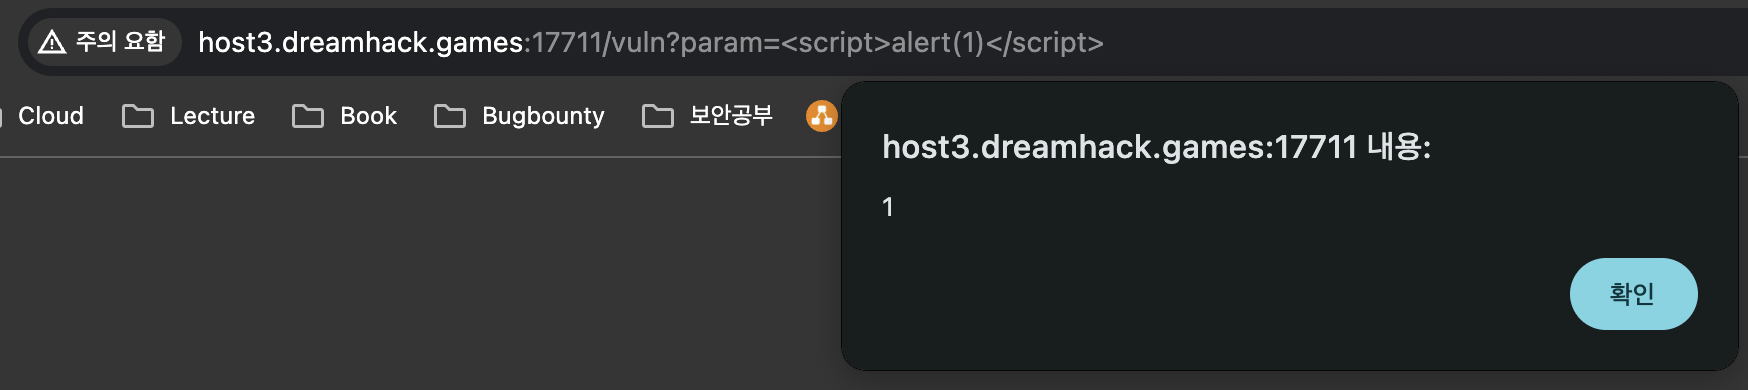 주의 요함 host3.dreamhack.games:17711/vuln?param=<script>alert(1)</script>
Cloud Lecture Book Bugbounty 보안공부
host3.dreamhack.games:17711 내용:
1
확인